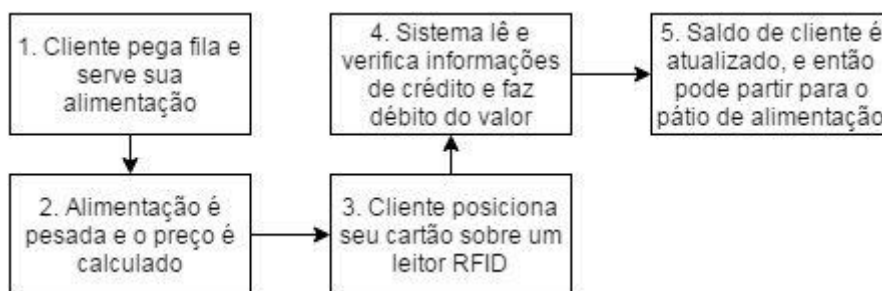 1. Cliente pega fila e
serve sua
alimentação
2. Alimentação é
pesada e o preço é
calculado
3. Cliente posiciona
seu cartão sobre um
leitor RFID
4. Sistema lê e
verifica informações
de crédito e faz
débito do valor
5. Saldo de cliente é
atualizado, e então
pode partir para o
pátio de alimentação